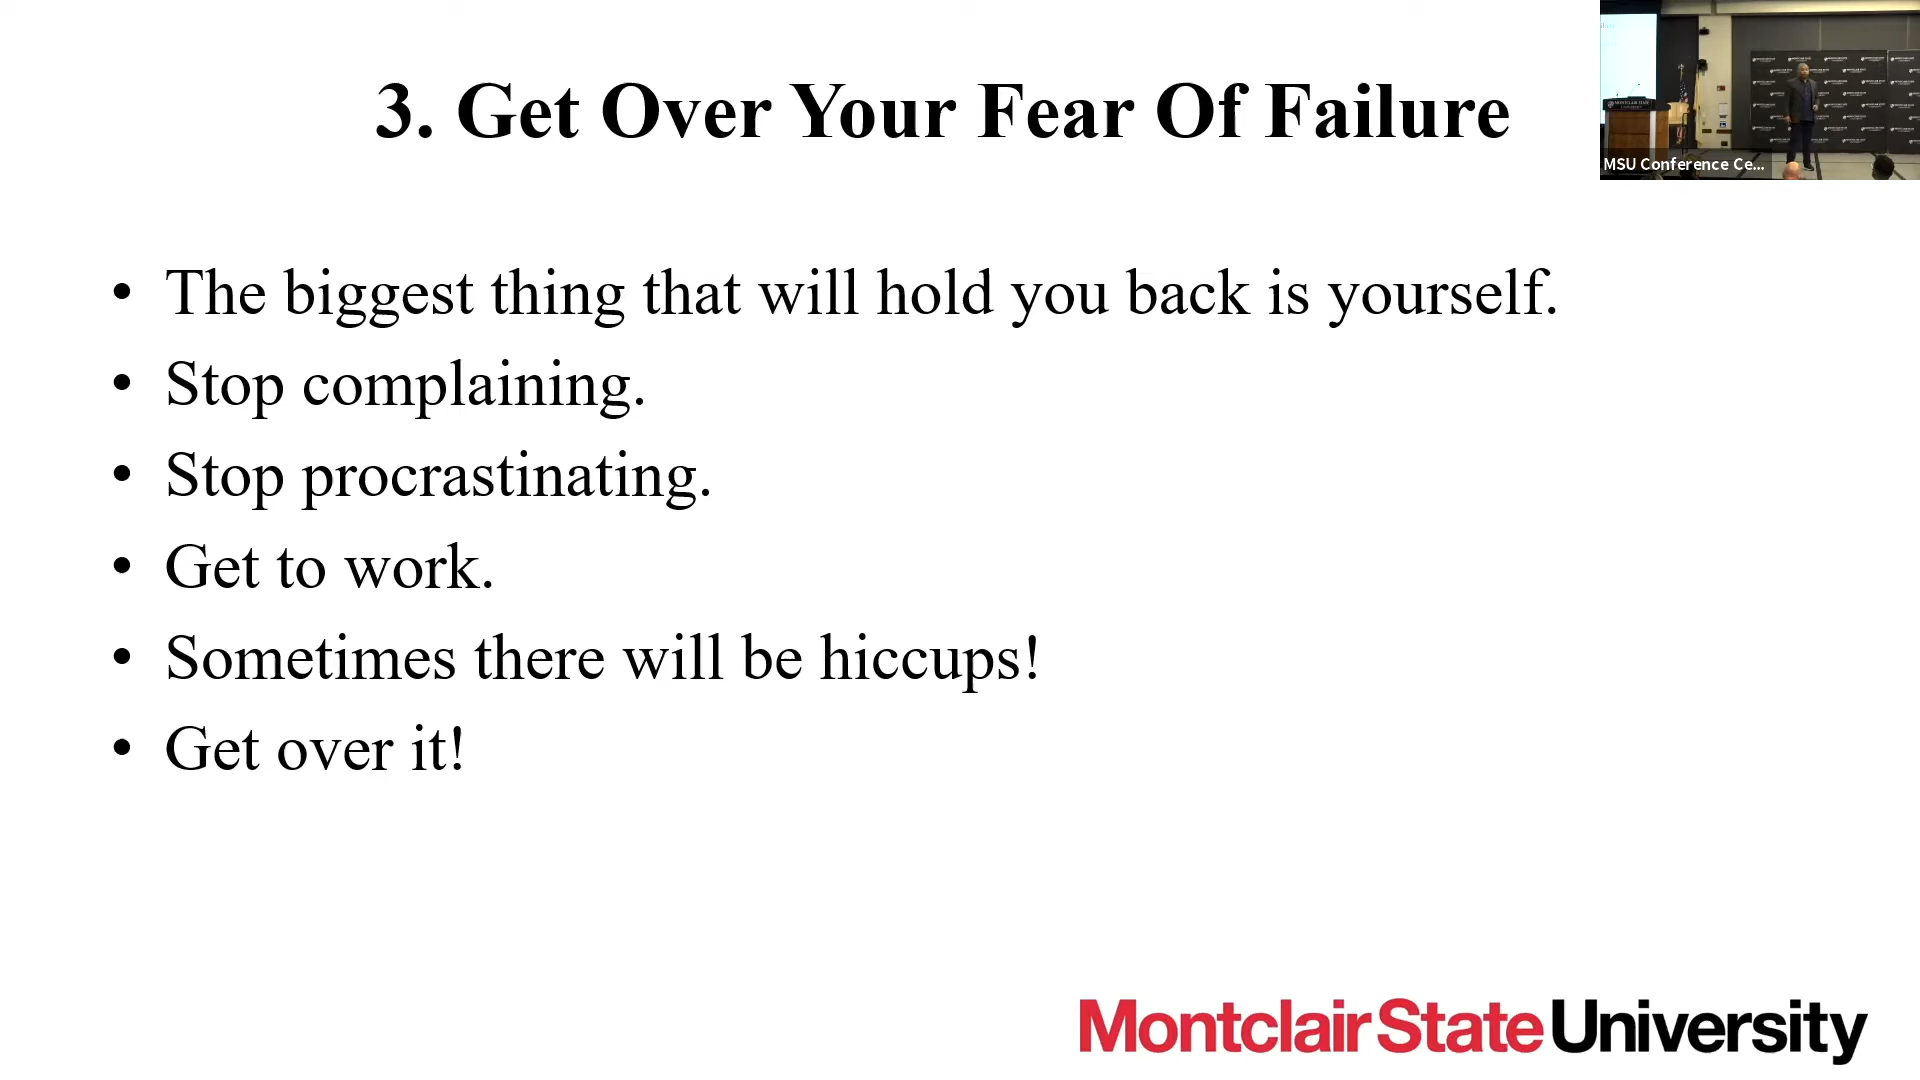 3. Get Over Your Fear Of Failure
MSU Conference Ce...
• The biggest thing that will hold you back is yourself.
• Stop complaining.
• Stop procrastinating.
• Get to work.
• Sometimes there will be hiccups!
• Get over it!
Montclair State University